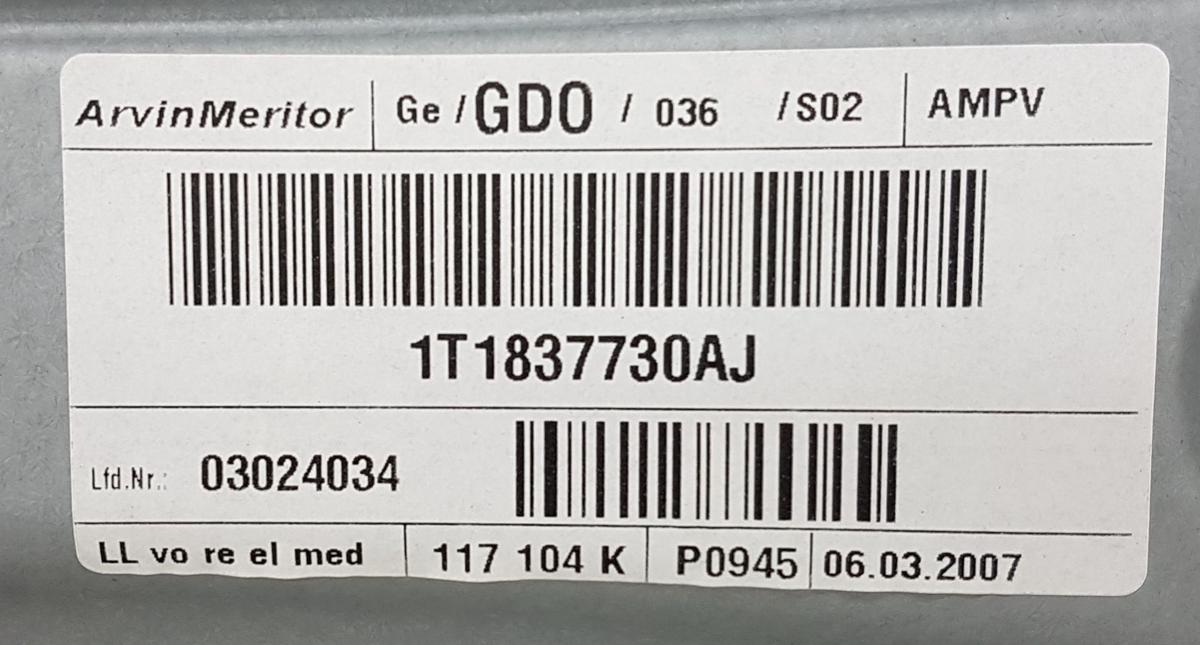 ArvinMeritor Ge / GDO / 036 / S02 AMPV
1T1837730AJ
Lfd.Nr.: 03024034
LL vo re el med 117 104 K P0945 06.03.2007